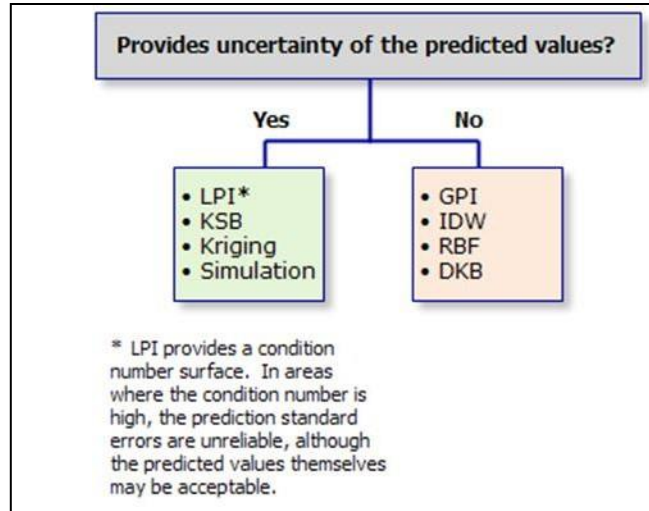 Provides uncertainty of the predicted values?
Yes
No
• LPI*
• KSB
• Kriging
• Simulation
• GPI
• IDW
• RBF
• DKB
* LPI provides a condition
number surface. In areas
where the condition number is
high, the prediction standard
errors are unreliable, although
the predicted values themselves
may be acceptable.